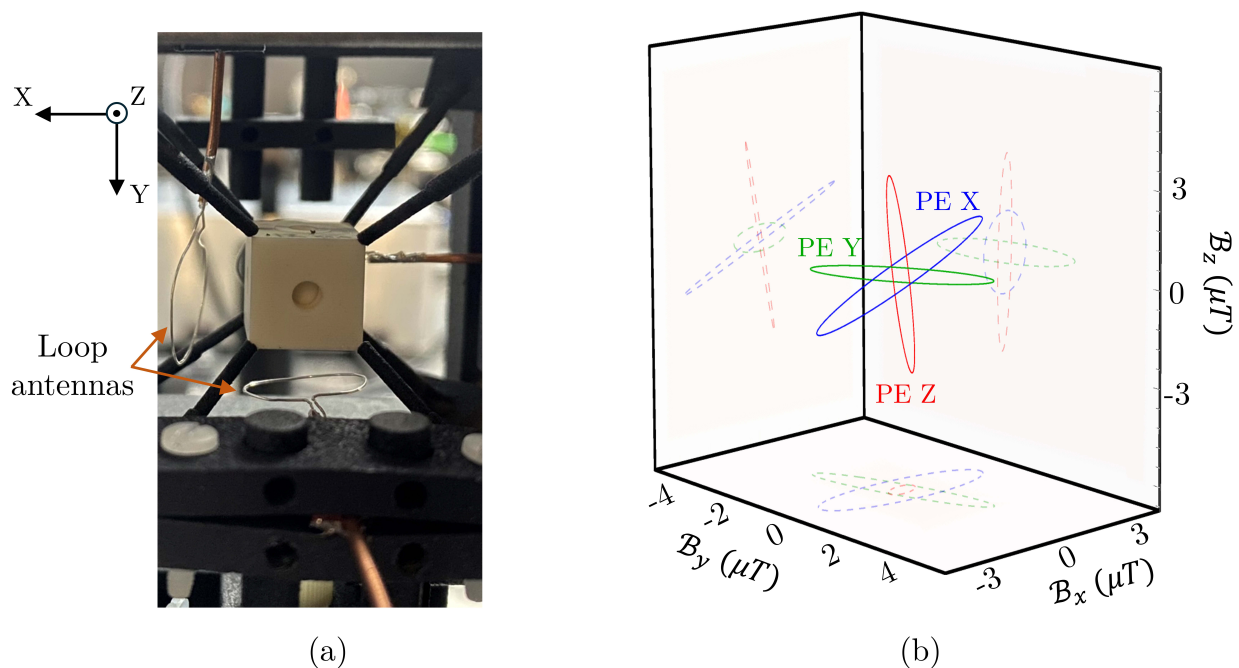 X
Z
Y
Loop
antennas
(a)
PE X
PE Y
PE Z
3
0
-3
ℬz (μT)
-4
-2
0
2
4
ℬy (μT)
-3
0
3
ℬx (μT)
(b)